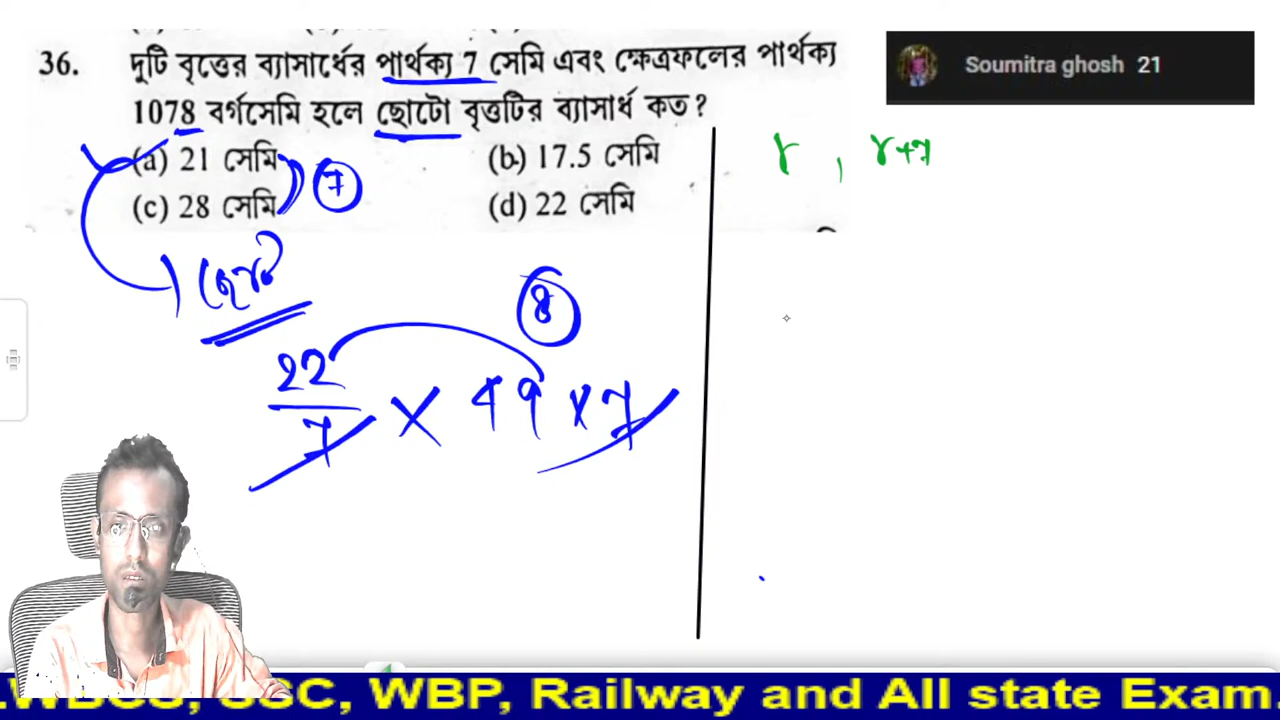 36. দুটি বৃত্তের ব্যাসার্ধের পার্থক্য 7 সেমি এবং ক্ষেত্রফলের পার্থক্য
1078 বর্গসেমি হলে ছোটো বৃত্তটির ব্যাসার্ধ কত ?
(a) 21 সেমি (b) 17.5 সেমি
(c) 28 সেমি (d) 22 সেমি
7
Soumitra ghosh 21
r , r+7
8
22/7 × 49 × 7
.WBCS, SSC, WBP, Railway and All state Exam.